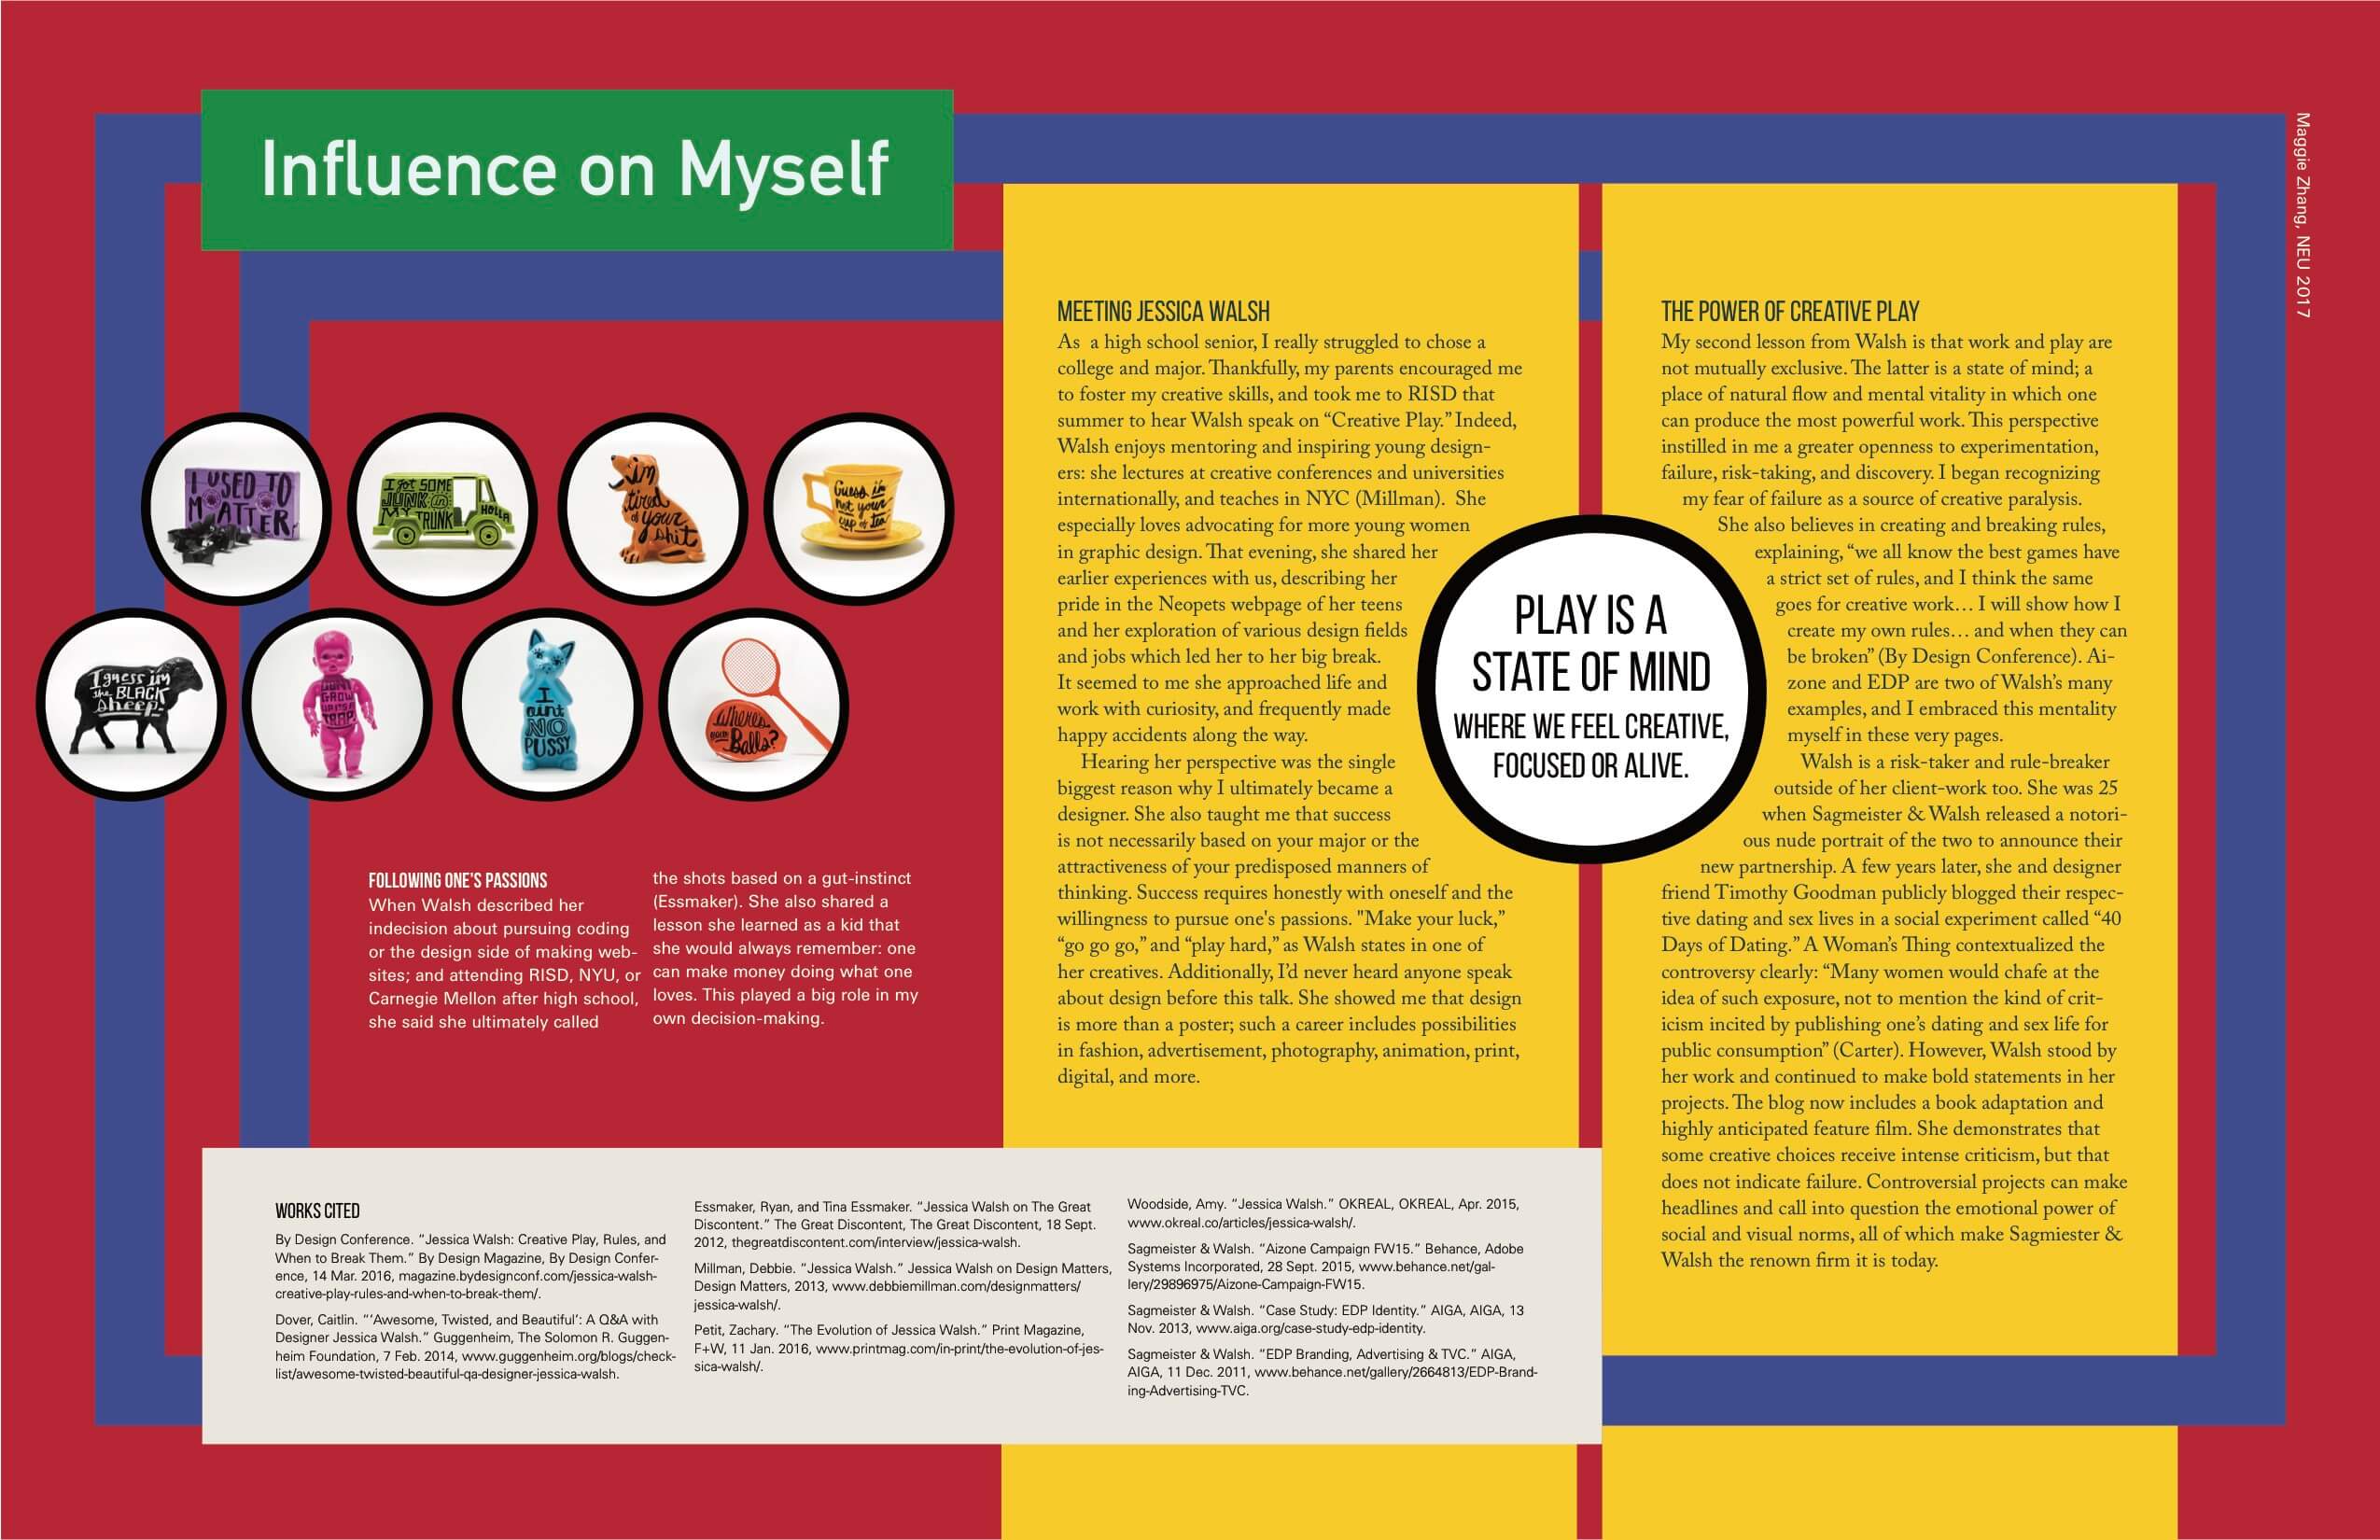 Influence on Myself
Maggie Zhang, NEU 2017
I USED TO
MATTER.
I got SOME
JUNK in
MY TRUNK
HOLLA
im
tired
of your
shit
Guess im
not your
cup of tea
I guess im
the BLACK
Sheep.
DONT
GROW
UP ITS A
TRAP.
I
aint
NO
PUSSY
Where's
your Balls?
FOLLOWING ONE'S PASSIONS
When Walsh described her
indecision about pursuing coding
or the design side of making web-
sites; and attending RISD, NYU, or
Carnegie Mellon after high school,
she said she ultimately called
the shots based on a gut-instinct
(Essmaker). She also shared a
lesson she learned as a kid that
she would always remember: one
can make money doing what one
loves. This played a big role in my
own decision-making.
MEETING JESSICA WALSH
As  a high school senior, I really struggled to chose a
college and major. Thankfully, my parents encouraged me
to foster my creative skills, and took me to RISD that
summer to hear Walsh speak on “Creative Play.” Indeed,
Walsh enjoys mentoring and inspiring young design-
ers: she lectures at creative conferences and universities
internationally, and teaches in NYC (Millman).  She
especially loves advocating for more young women
in graphic design. That evening, she shared her
earlier experiences with us, describing her
pride in the Neopets webpage of her teens
and her exploration of various design fields
and jobs which led her to her big break.
It seemed to me she approached life and
work with curiosity, and frequently made
happy accidents along the way.
Hearing her perspective was the single
biggest reason why I ultimately became a
designer. She also taught me that success
is not necessarily based on your major or the
attractiveness of your predisposed manners of
thinking. Success requires honestly with oneself and the
willingness to pursue one's passions. "Make your luck,”
“go go go,” and “play hard,” as Walsh states in one of
her creatives. Additionally, I’d never heard anyone speak
about design before this talk. She showed me that design
is more than a poster; such a career includes possibilities
in fashion, advertisement, photography, animation, print,
digital, and more.
PLAY IS A
STATE OF MIND
WHERE WE FEEL CREATIVE,
FOCUSED OR ALIVE.
THE POWER OF CREATIVE PLAY
My second lesson from Walsh is that work and play are
not mutually exclusive. The latter is a state of mind; a
place of natural flow and mental vitality in which one
can produce the most powerful work. This perspective
instilled in me a greater openness to experimentation,
failure, risk-taking, and discovery. I began recognizing
my fear of failure as a source of creative paralysis.
She also believes in creating and breaking rules,
explaining, “we all know the best games have
a strict set of rules, and I think the same
goes for creative work… I will show how I
create my own rules… and when they can
be broken” (By Design Conference). Ai-
zone and EDP are two of Walsh’s many
examples, and I embraced this mentality
myself in these very pages.
Walsh is a risk-taker and rule-breaker
outside of her client-work too. She was 25
when Sagmeister & Walsh released a notori-
ous nude portrait of the two to announce their
new partnership. A few years later, she and designer
friend Timothy Goodman publicly blogged their respec-
tive dating and sex lives in a social experiment called “40
Days of Dating.” A Woman’s Thing contextualized the
controversy clearly: “Many women would chafe at the
idea of such exposure, not to mention the kind of crit-
icism incited by publishing one’s dating and sex life for
public consumption” (Carter). However, Walsh stood by
her work and continued to make bold statements in her
projects. The blog now includes a book adaptation and
highly anticipated feature film. She demonstrates that
some creative choices receive intense criticism, but that
does not indicate failure. Controversial projects can make
headlines and call into question the emotional power of
social and visual norms, all of which make Sagmiester &
Walsh the renown firm it is today.
WORKS CITED
By Design Conference. “Jessica Walsh: Creative Play, Rules, and
When to Break Them.” By Design Magazine, By Design Confer-
ence, 14 Mar. 2016, magazine.bydesignconf.com/jessica-walsh-
creative-play-rules-and-when-to-break-them/.
Dover, Caitlin. “‘Awesome, Twisted, and Beautiful’: A Q&A with
Designer Jessica Walsh.” Guggenheim, The Solomon R. Guggen-
heim Foundation, 7 Feb. 2014, www.guggenheim.org/blogs/check-
list/awesome-twisted-beautiful-qa-designer-jessica-walsh.
Essmaker, Ryan, and Tina Essmaker. “Jessica Walsh on The Great
Discontent.” The Great Discontent, The Great Discontent, 18 Sept.
2012, thegreatdiscontent.com/interview/jessica-walsh.
Millman, Debbie. “Jessica Walsh.” Jessica Walsh on Design Matters,
Design Matters, 2013, www.debbiemillman.com/designmatters/
jessica-walsh/.
Petit, Zachary. “The Evolution of Jessica Walsh.” Print Magazine,
F+W, 11 Jan. 2016, www.printmag.com/in-print/the-evolution-of-jes-
sica-walsh/.
Woodside, Amy. “Jessica Walsh.” OKREAL, OKREAL, Apr. 2015,
www.okreal.co/articles/jessica-walsh/.
Sagmeister & Walsh. “Aizone Campaign FW15.” Behance, Adobe
Systems Incorporated, 28 Sept. 2015, www.behance.net/gal-
lery/29896975/Aizone-Campaign-FW15.
Sagmeister & Walsh. “Case Study: EDP Identity.” AIGA, AIGA, 13
Nov. 2013, www.aiga.org/case-study-edp-identity.
Sagmeister & Walsh. “EDP Branding, Advertising & TVC.” AIGA,
AIGA, 11 Dec. 2011, www.behance.net/gallery/2664813/EDP-Brand-
ing-Advertising-TVC.